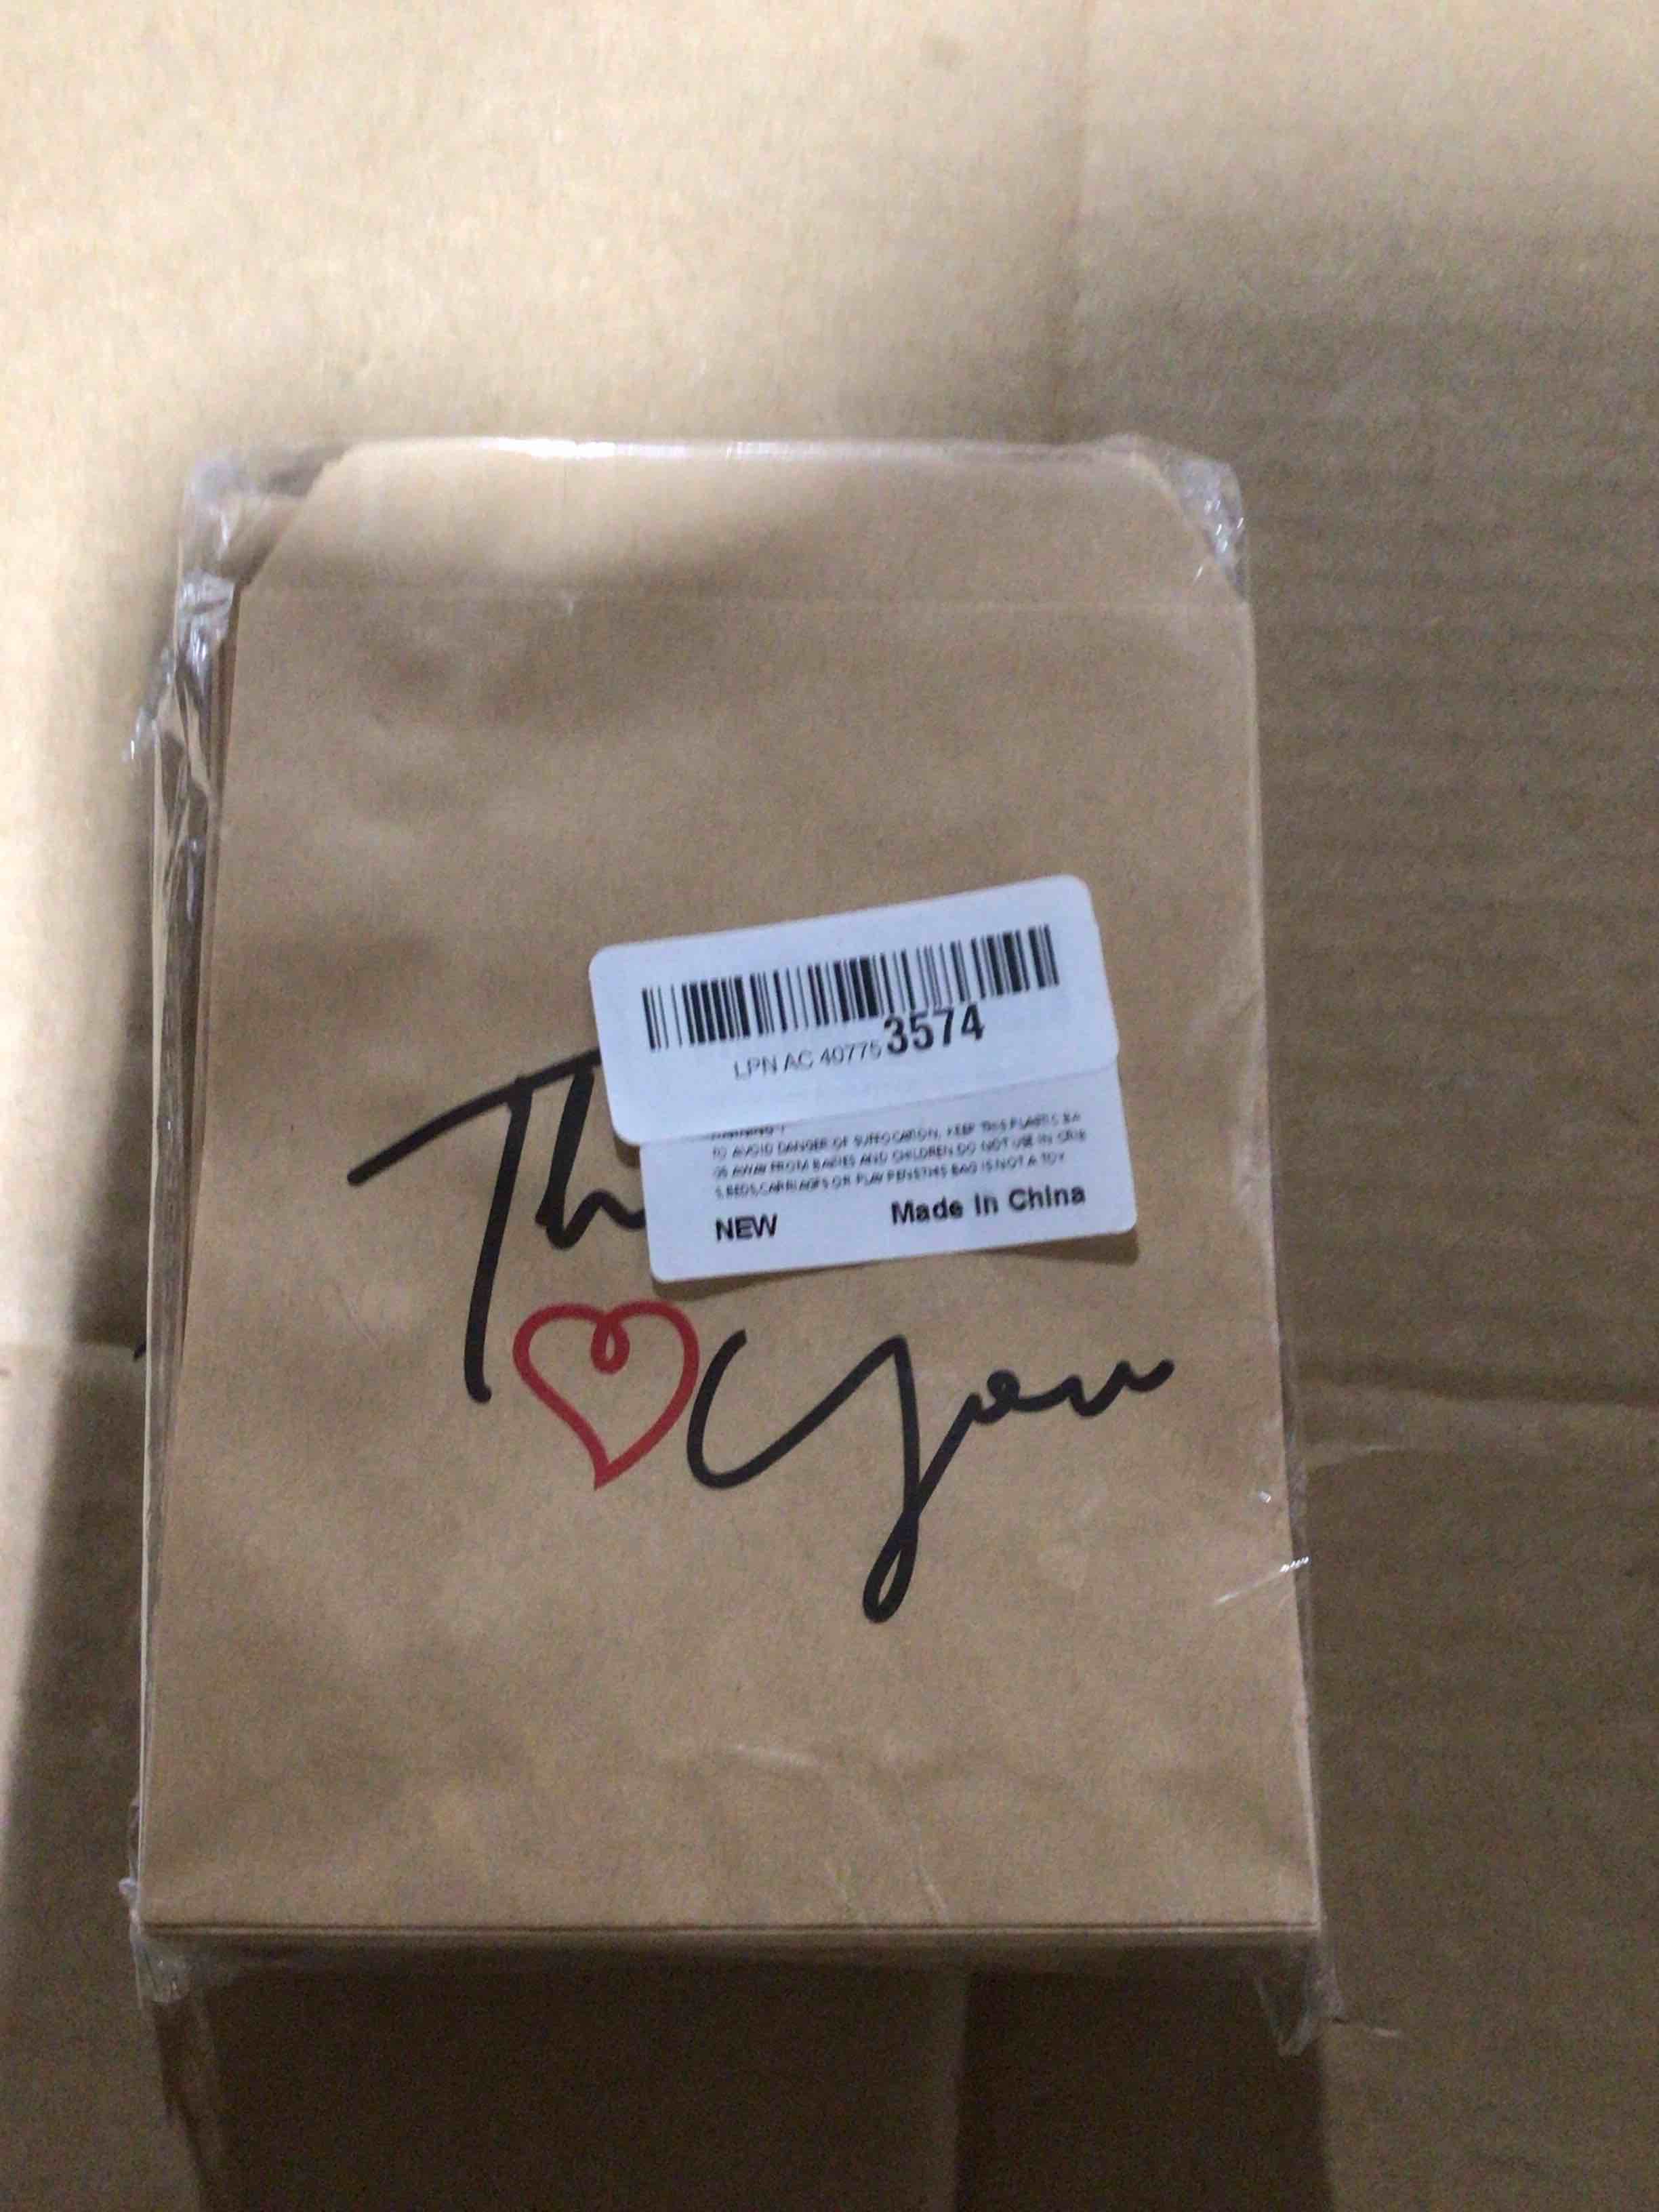 LPN AC 407753574
TO AVOID DANGER OF SUFFOCATION, KEEP THIS PLASTIC BA
GS AWAY FROM BABIES AND CHILDREN DO NOT USE IN CRIB
S, BEDS, CARRIAGES OR PLAY PENS THIS BAG IS NOT A TOY
NEW Made In China
Th
You